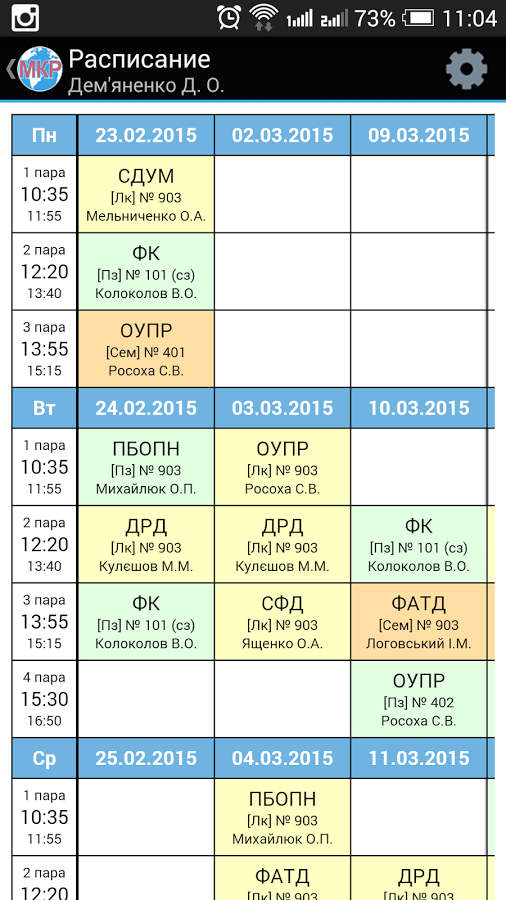 73% 11:04
МКР
Расписание
Дем'яненко Д. О.
Пн 23.02.2015 02.03.2015 09.03.2015
1 пара
10:35
11:55
СДУМ
[Лк] № 903
Мельниченко О.А.
2 пара
12:20
13:40
ФК
[Пз] № 101 (сз)
Колоколов В.О.
3 пара
13:55
15:15
ОУПР
[Сем] № 401
Росоха С.В.
Вт 24.02.2015 03.03.2015 10.03.2015
1 пара
10:35
11:55
ПБОПН
[Пз] № 903
Михайлюк О.П.
ОУПР
[Лк] № 903
Росоха С.В.
2 пара
12:20
13:40
ДРД
[Лк] № 903
Кулєшов М.М.
ДРД
[Лк] № 903
Кулєшов М.М.
ФК
[Пз] № 101 (сз)
Колоколов В.О.
3 пара
13:55
15:15
ФК
[Пз] № 101 (сз)
Колоколов В.О.
СФД
[Лк] № 903
Ященко О.А.
ФАТД
[Сем] № 903
Логовський І.М.
4 пара
15:30
16:50
ОУПР
[Пз] № 402
Росоха С.В.
Ср 25.02.2015 04.03.2015 11.03.2015
1 пара
10:35
11:55
ПБОПН
[Лк] № 903
Михайлюк О.П.
2 пара
12:20
ФАТД
[Лк] № 903
ДРД
[Лк] № 903